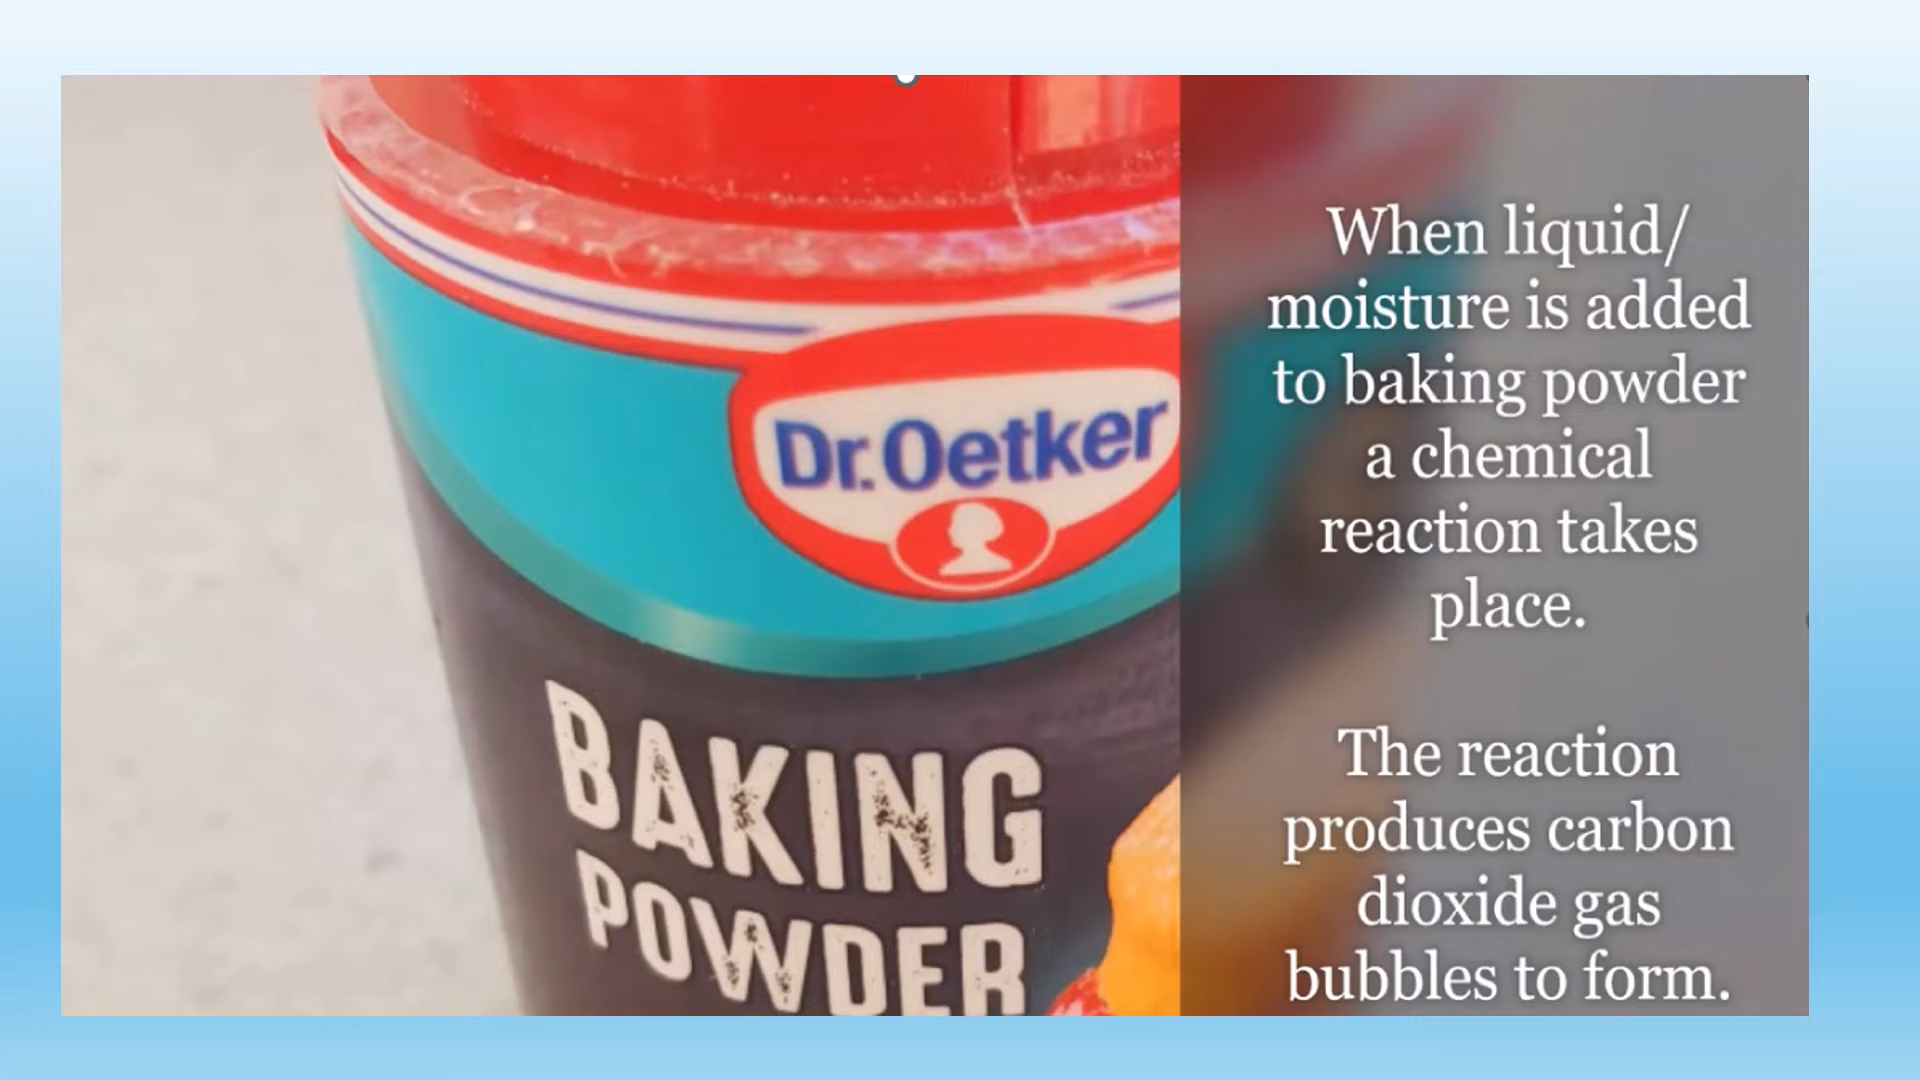 Dr.Oetker
BAKING
POWDER
When liquid/
moisture is added
to baking powder
a chemical
reaction takes
place.
The reaction
produces carbon
dioxide gas
bubbles to form.